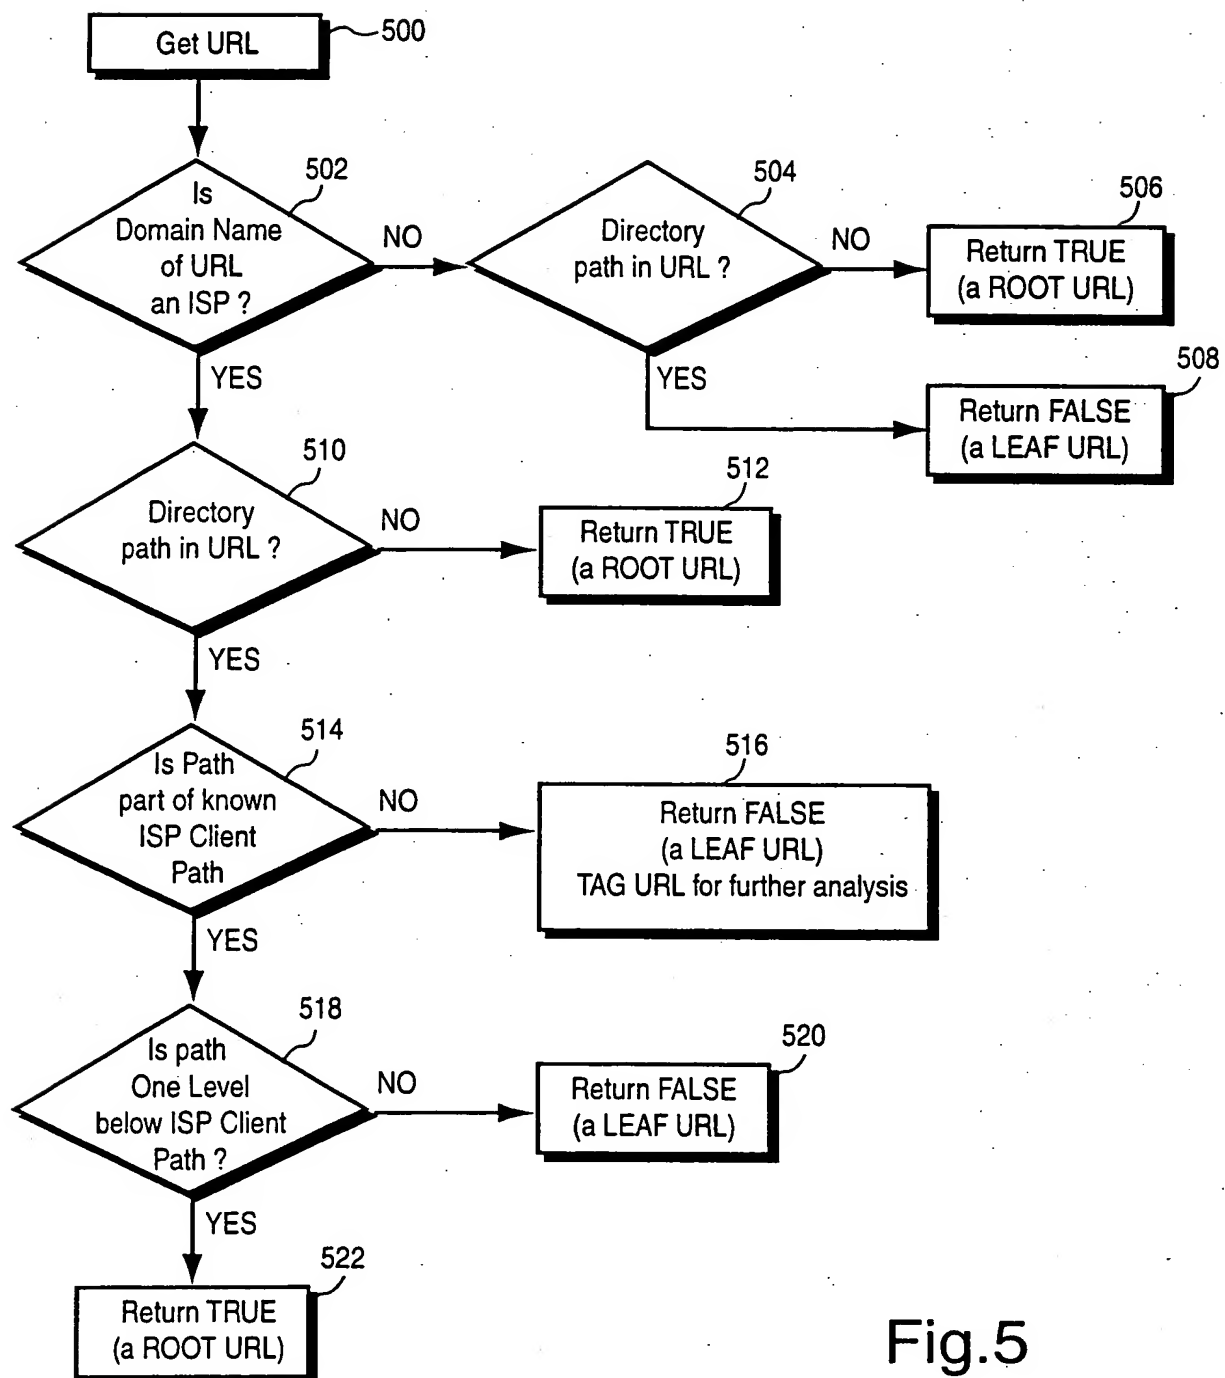 Get URL
500
Is
Domain Name
of URL
an ISP ?
502
NO
YES
Directory
path in URL ?
504
NO
YES
Return TRUE
(a ROOT URL)
506
Return FALSE
(a LEAF URL)
508
Directory
path in URL ?
510
NO
YES
Return TRUE
(a ROOT URL)
512
Is Path
part of known
ISP Client
Path
514
NO
YES
Return FALSE
(a LEAF URL)
TAG URL for further analysis
516
Is path
One Level
below ISP Client
Path ?
518
NO
YES
Return FALSE
(a LEAF URL)
520
Return TRUE
(a ROOT URL)
522
Fig.5